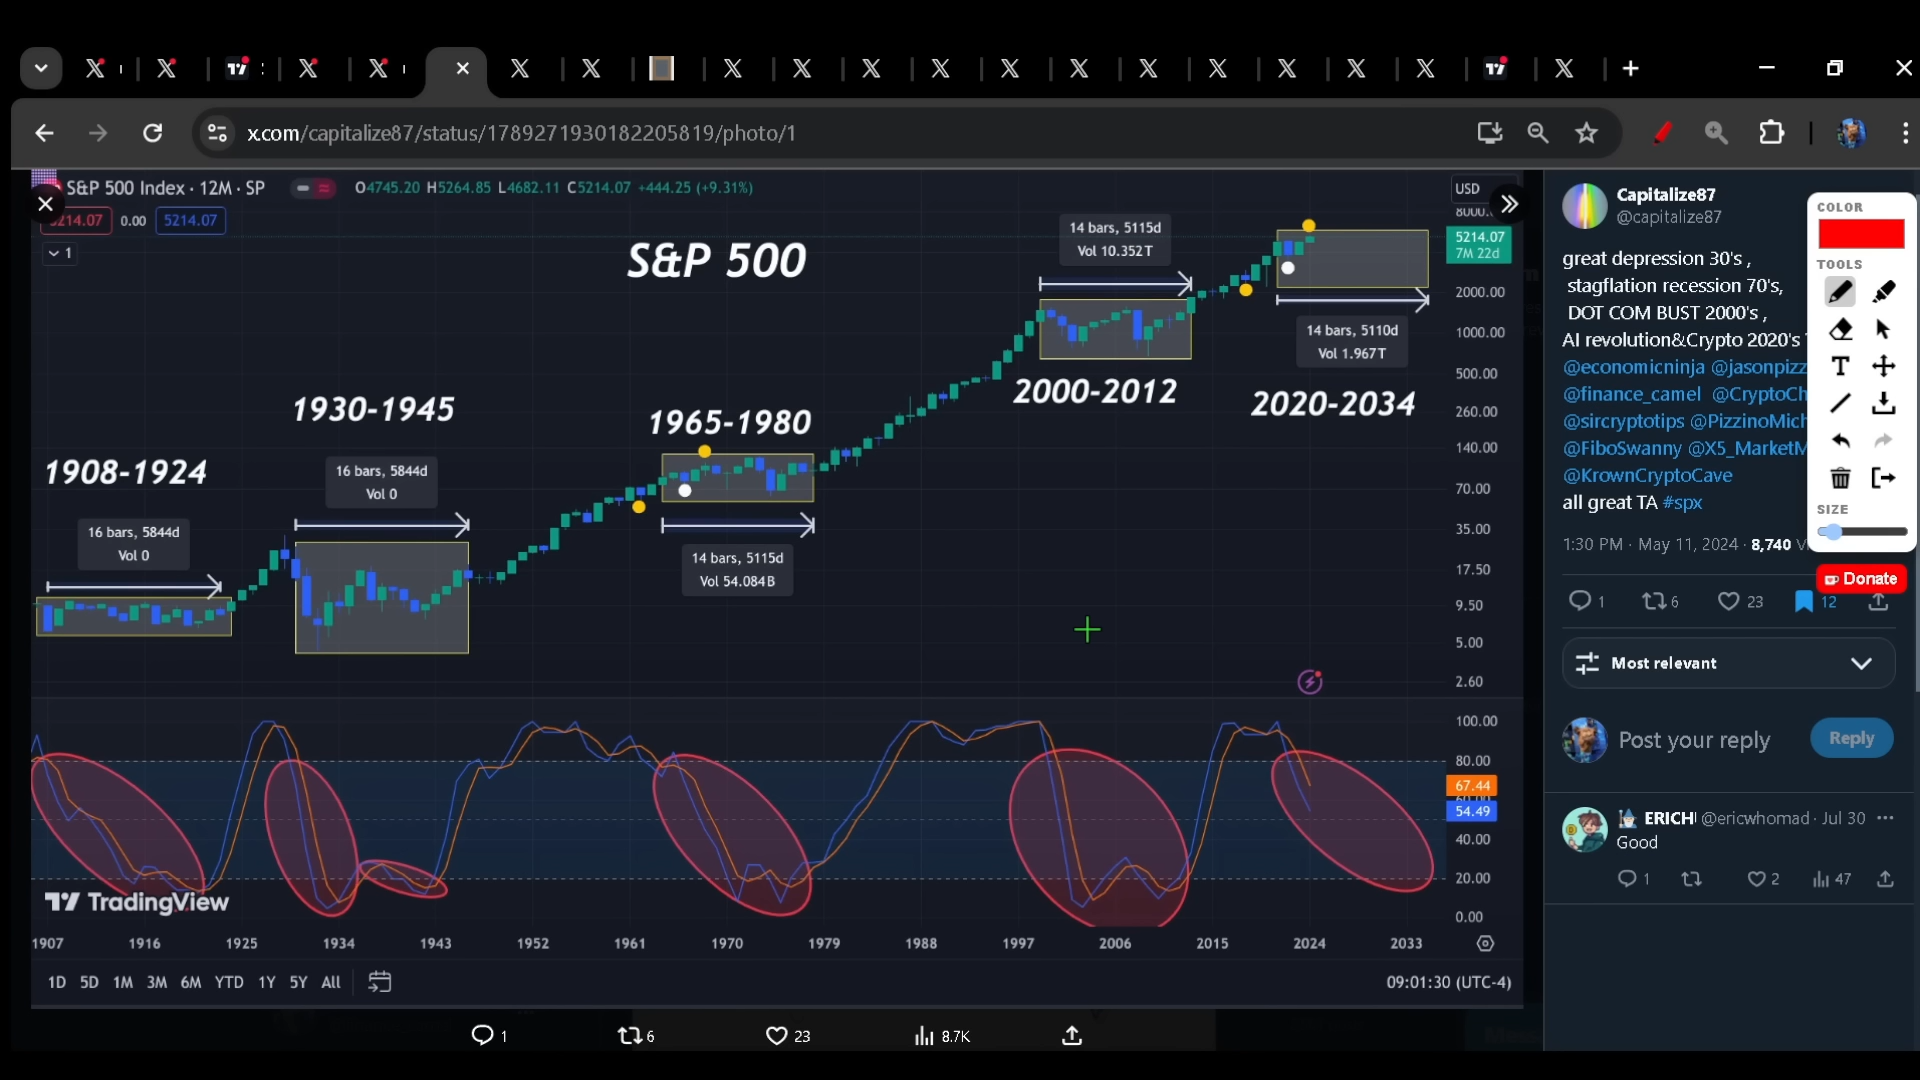 x.com/capitalize87/status/1789271930182205819/photo/1
S&P 500 Index · 12M · SP
O4745.20 H5264.85 L4682.11 C5214.07 +444.25 (+9.31%)
USD
5214.07 0.00 5214.07
1
S&P 500
14 bars, 5115d
Vol 10.352T
5214.07
7M 22d
2000.00
1000.00
500.00
260.00
140.00
70.00
35.00
17.50
9.50
5.00
2.60
14 bars, 5110d
Vol 1.967T
2000-2012
2020-2034
1930-1945
1965-1980
1908-1924
16 bars, 5844d
Vol 0
16 bars, 5844d
Vol 0
14 bars, 5115d
Vol 54.084B
100.00
80.00
67.44
54.49
40.00
20.00
0.00
TradingView
1907 1916 1925 1934 1943 1952 1961 1970 1979 1988 1997 2006 2015 2024 2033
1D 5D 1M 3M 6M YTD 1Y 5Y All
09:01:30 (UTC-4)
1 6 23 8.7K
Capitalize87
@capitalize87
great depression 30's ,
stagflation recession 70's,
DOT COM BUST 2000's ,
AI revolution&Crypto 2020's
@economicninja @jasonpizz
@finance_camel @CryptoCh
@sircryptotips @PizzinoMich
@FiboSwanny @X5_MarketM
@KrownCryptoCave
all great TA #spx
1:30 PM · May 11, 2024 · 8,740
1 6 23 12
Most relevant
Post your reply
Reply
ERICH @ericwhomad · Jul 30
Good
1 2 47
COLOR
TOOLS
T
SIZE
Donate